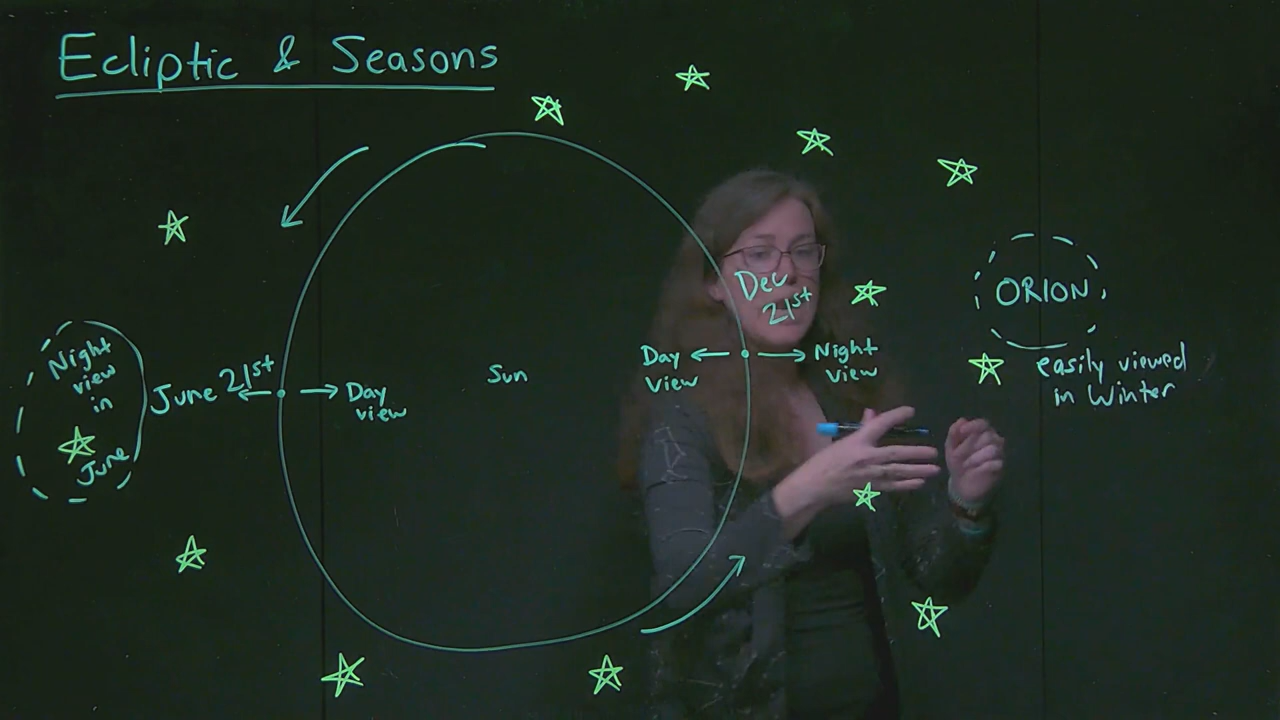 Ecliptic & Seasons
ORION
easily viewed
in Winter
Dec
21st
Day
view
Night
view
Sun
June 21st
Day
view
Night
view
in
June